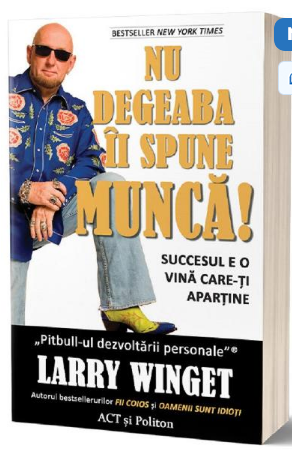 BESTSELLER NEW YORK TIMES
NU
DEGEABA
ÎI SPUNE
MUNCĂ!
SUCCESUL E O
VINĂ CARE-ȚI
APARȚINE
„Pitbull-ul dezvoltării personale”®
LARRY WINGET
Autorul bestsellerurilor FII COIOS și OAMENII SUNT IDIOȚI
ACT și Politon